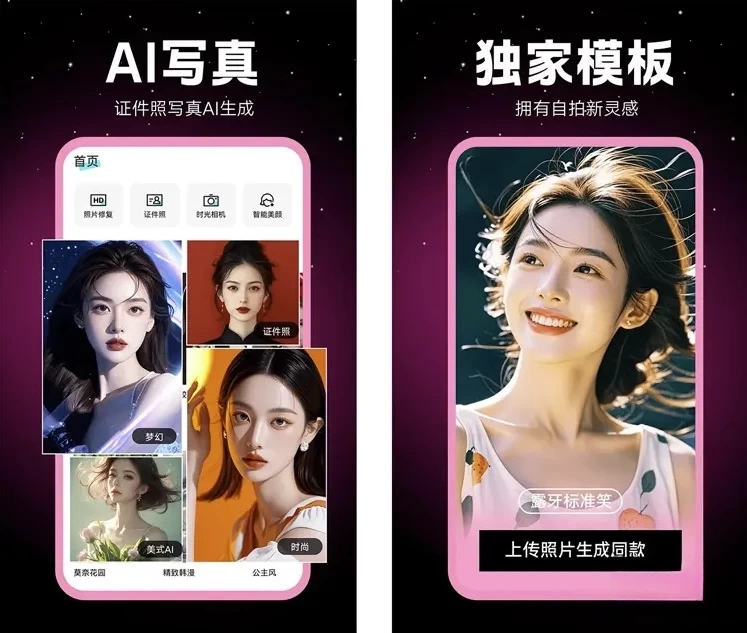 AI写真
证件照写真AI生成
首页
HD
照片修复
证件照
时光相机
智能美颜
证件照
梦幻
美式AI
时尚
莫奈花园
精致韩漫
公主风
独家模板
拥有自拍新灵感
露牙标准笑
上传照片生成同款